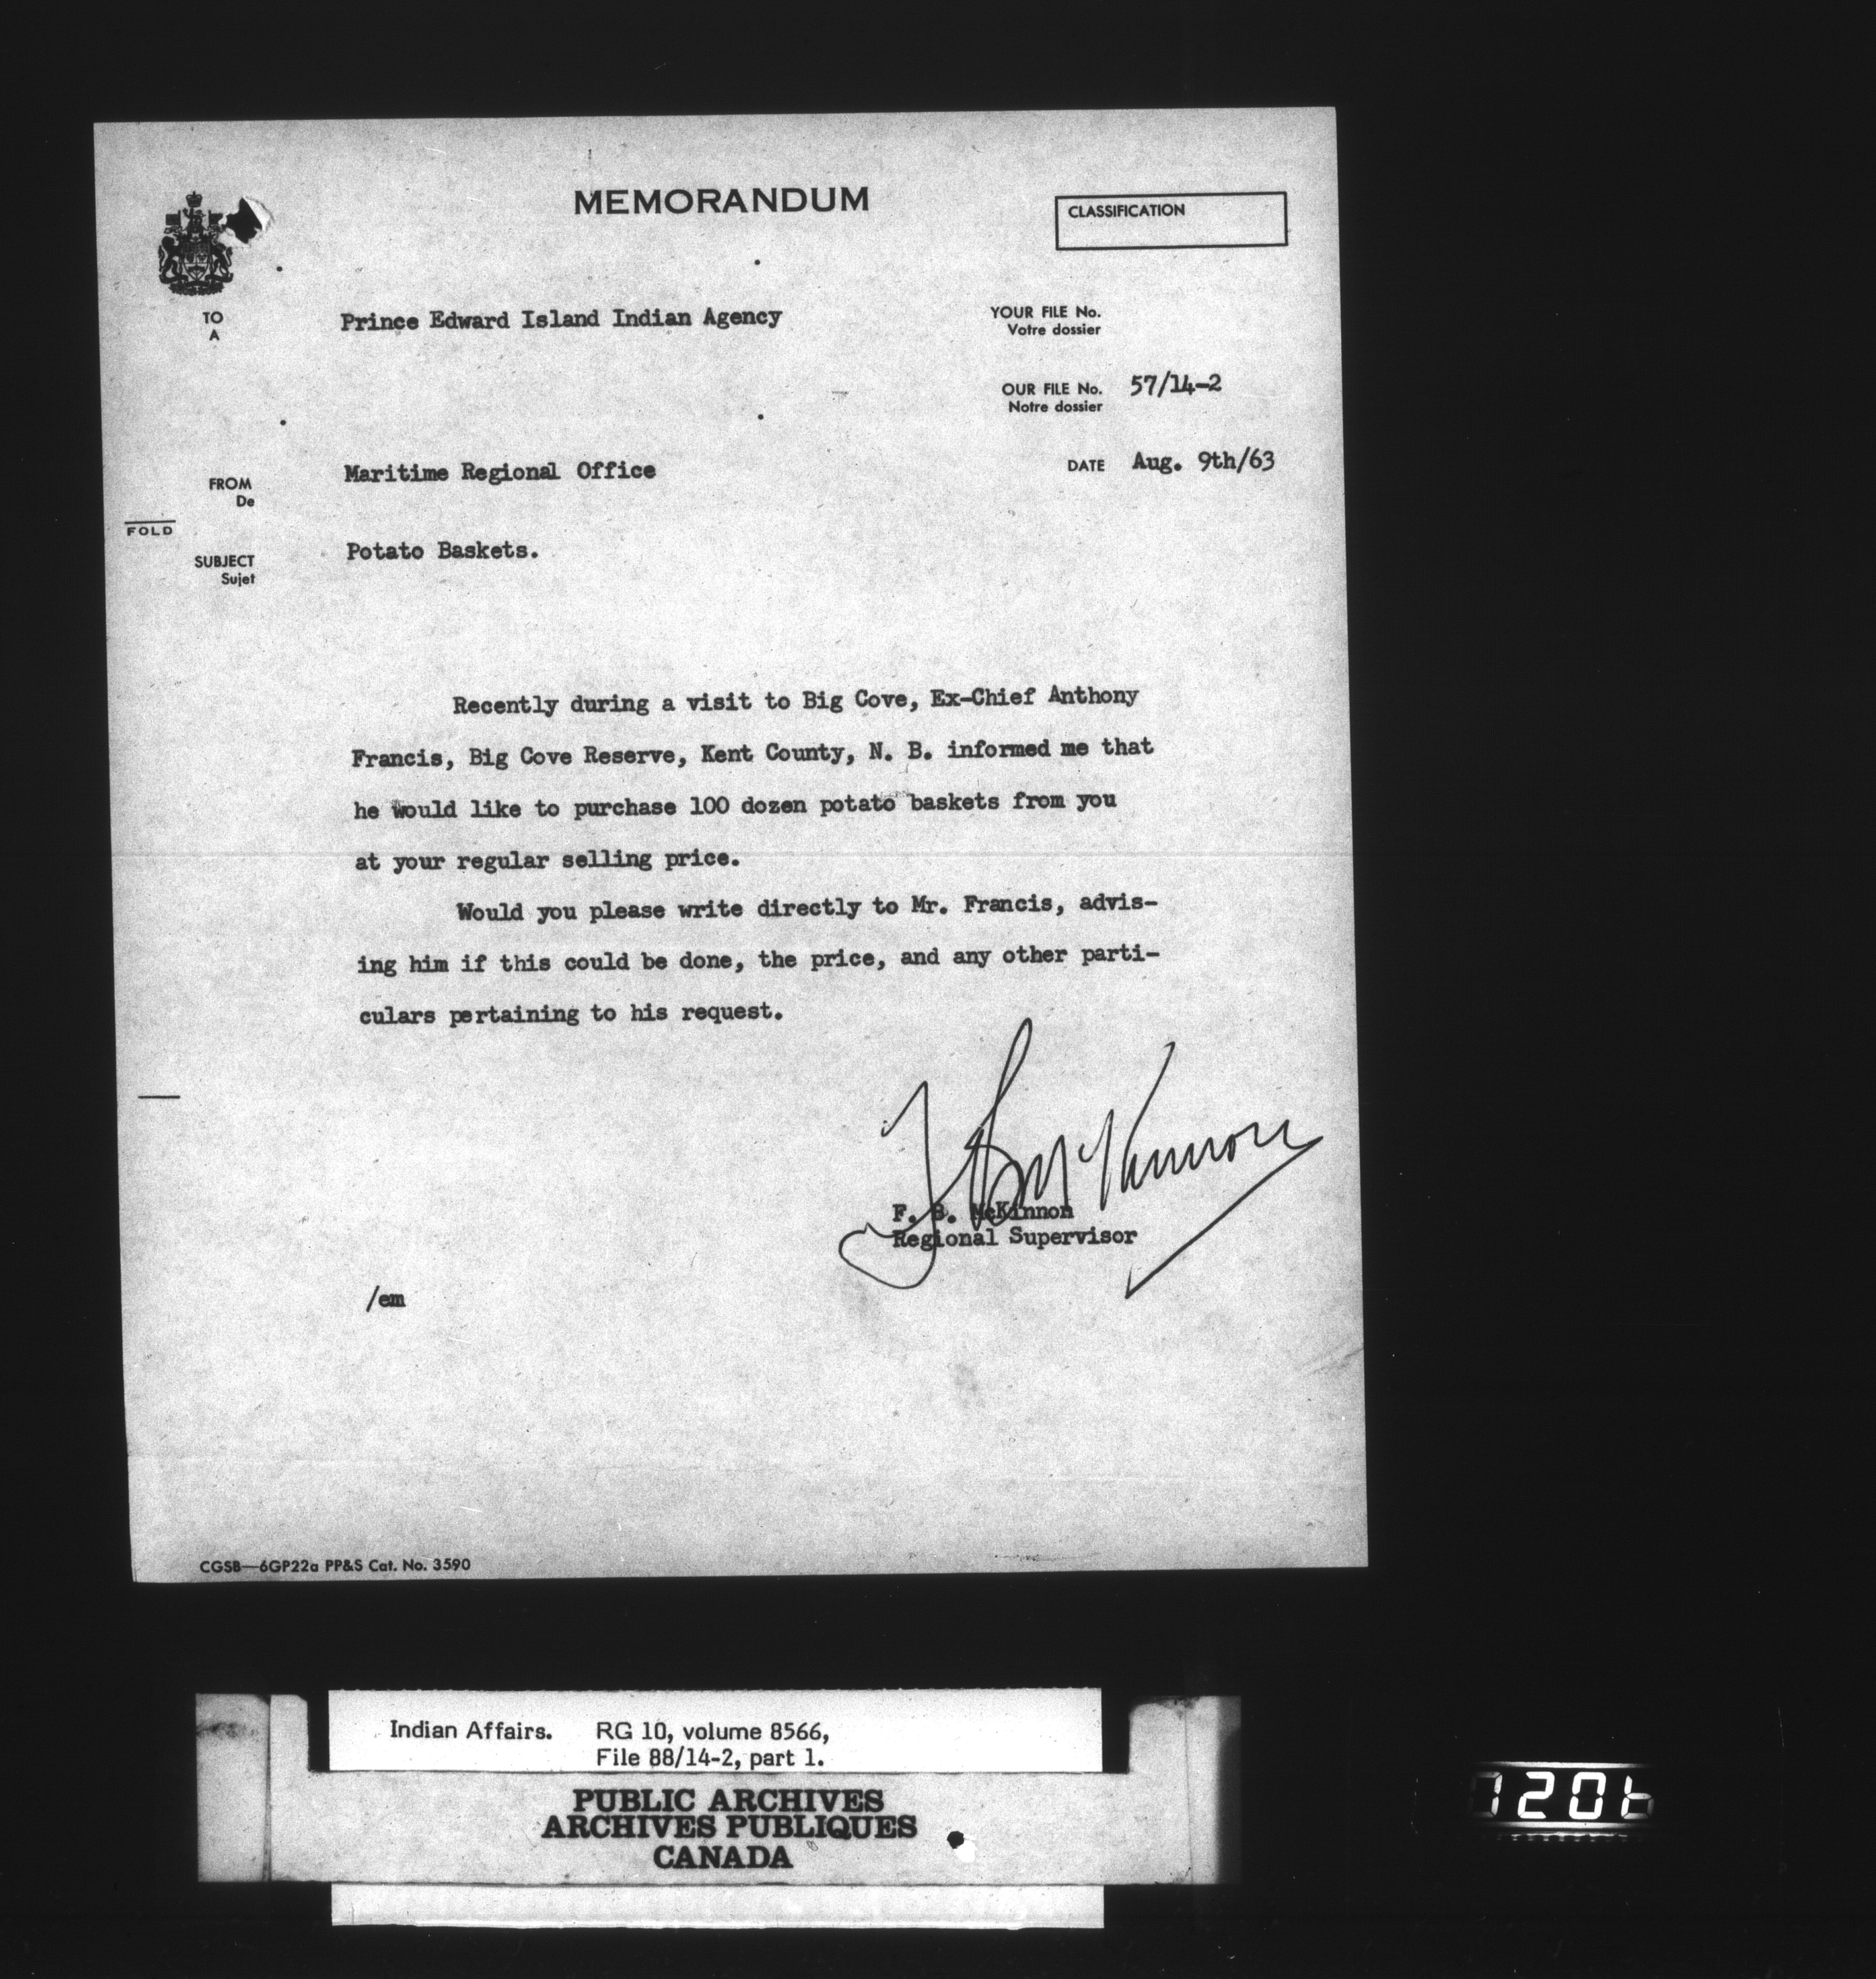 MEMORANDUM
CLASSIFICATION
TO
A
Prince Edward Island Indian Agency
YOUR FILE No.
Votre dossier
OUR FILE No.
Notre dossier
57/14-2
DATE Aug. 9th/63
FROM
De
Maritime Regional Office
FOLD
SUBJECT
Sujet
Potato Baskets.
Recently during a visit to Big Cove, Ex-Chief Anthony
Francis, Big Cove Reserve, Kent County, N. B. informed me that
he would like to purchase 100 dozen potato baskets from you
at your regular selling price.
Would you please write directly to Mr. Francis, advis-
ing him if this could be done, the price, and any other parti-
culars pertaining to his request.
F B McKinnon
F. B. McKinnon
Regional Supervisor
/em
CGSB—6GP22a PP&S Cat. No. 3590
Indian Affairs. RG 10, volume 8566,
File 88/14-2, part 1.
PUBLIC ARCHIVES
ARCHIVES PUBLIQUES
CANADA